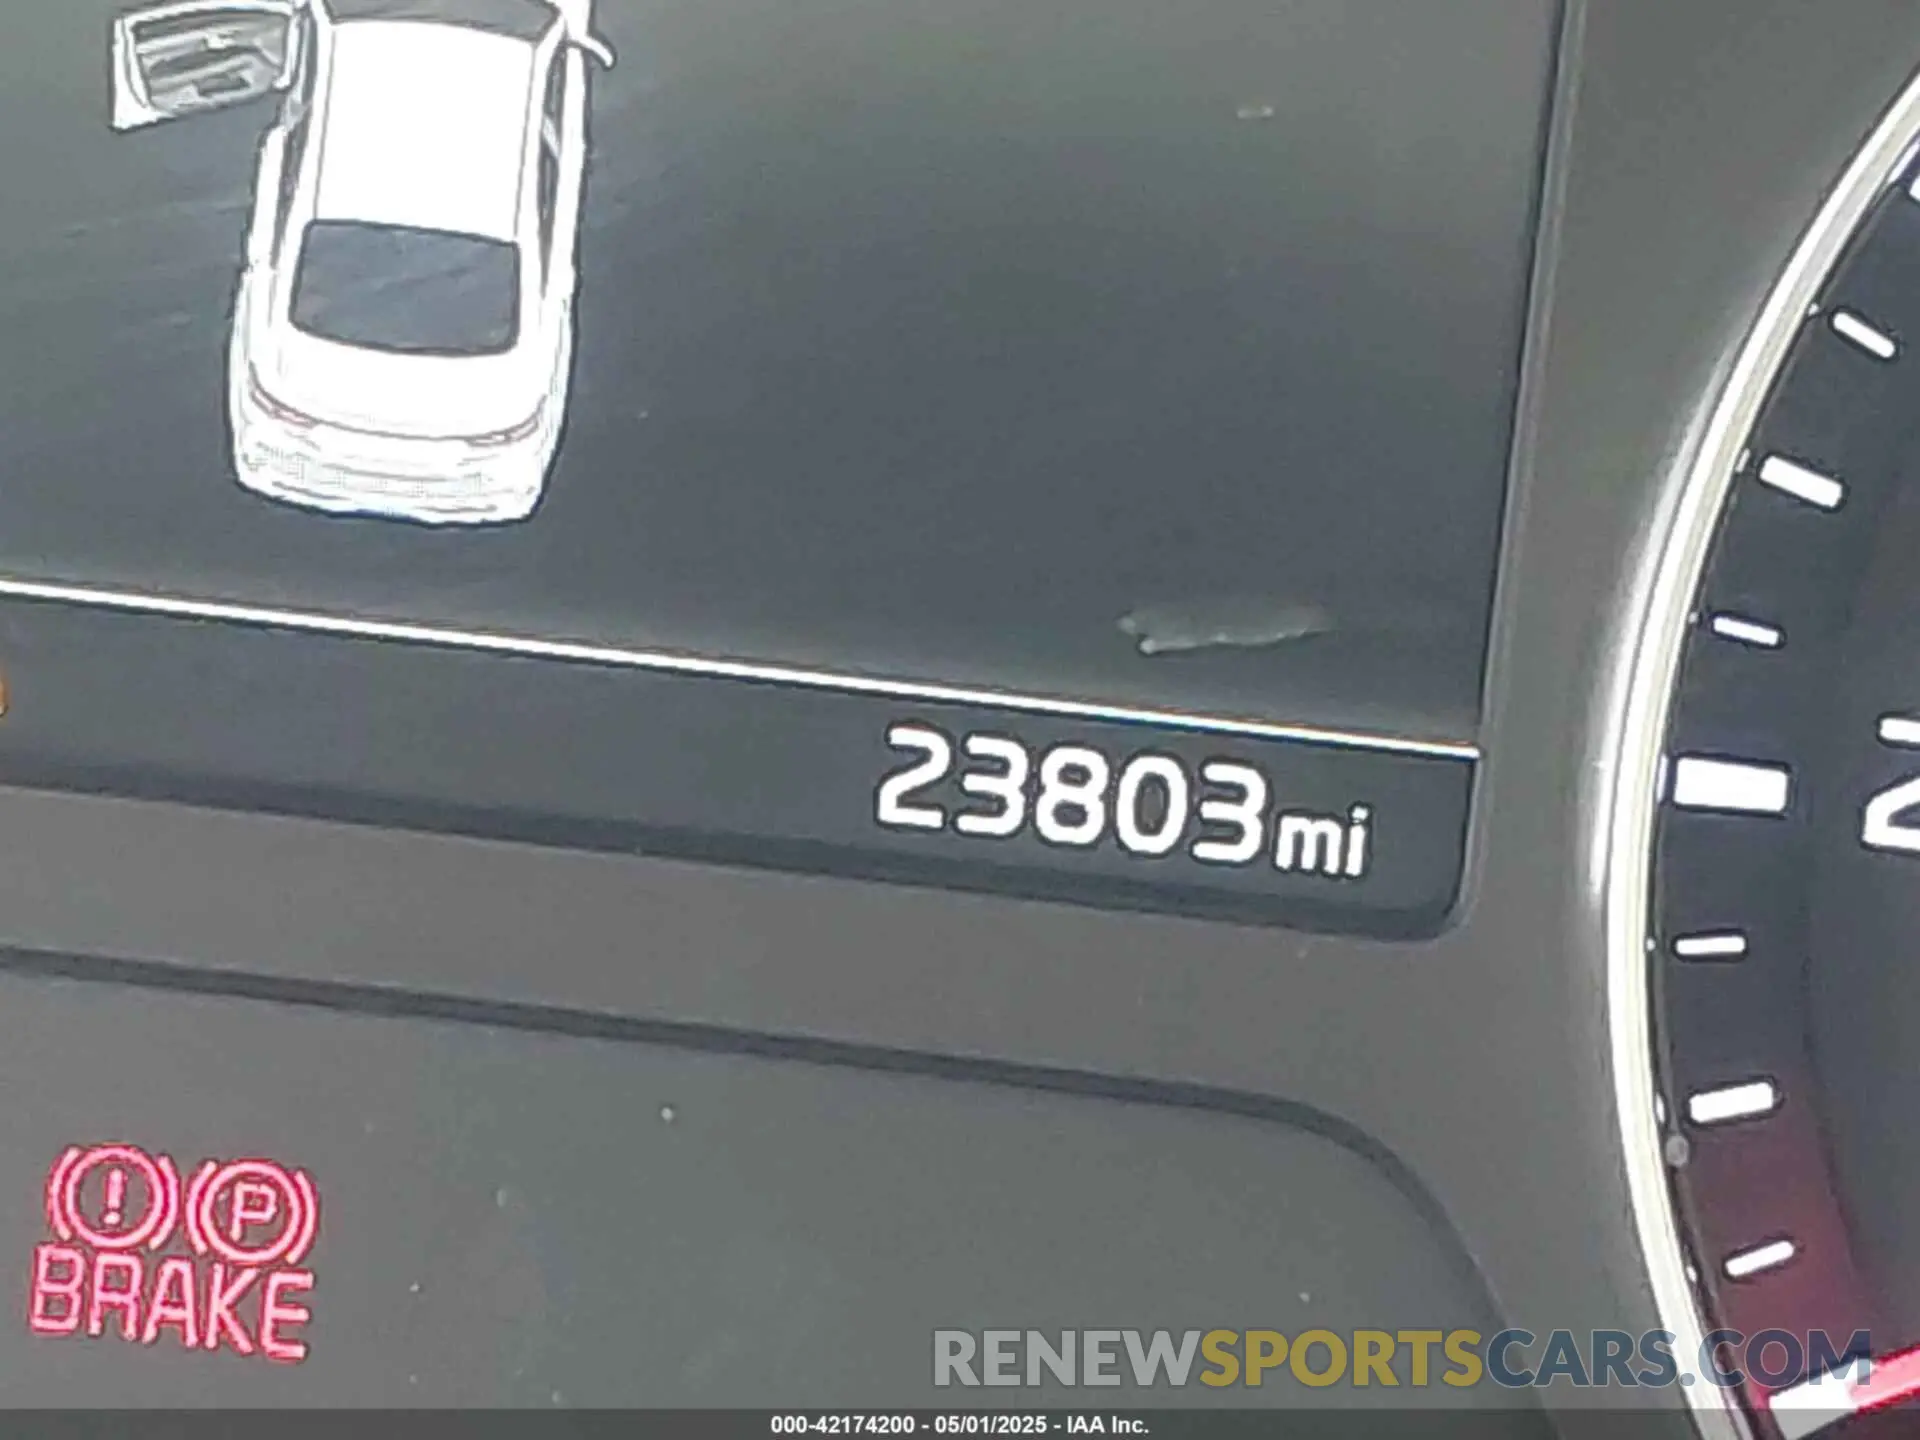 23803mi
P
BRAKE
RENEWSPORTSCARS.COM
000-42174200 - 05/01/2025 - IAA Inc.